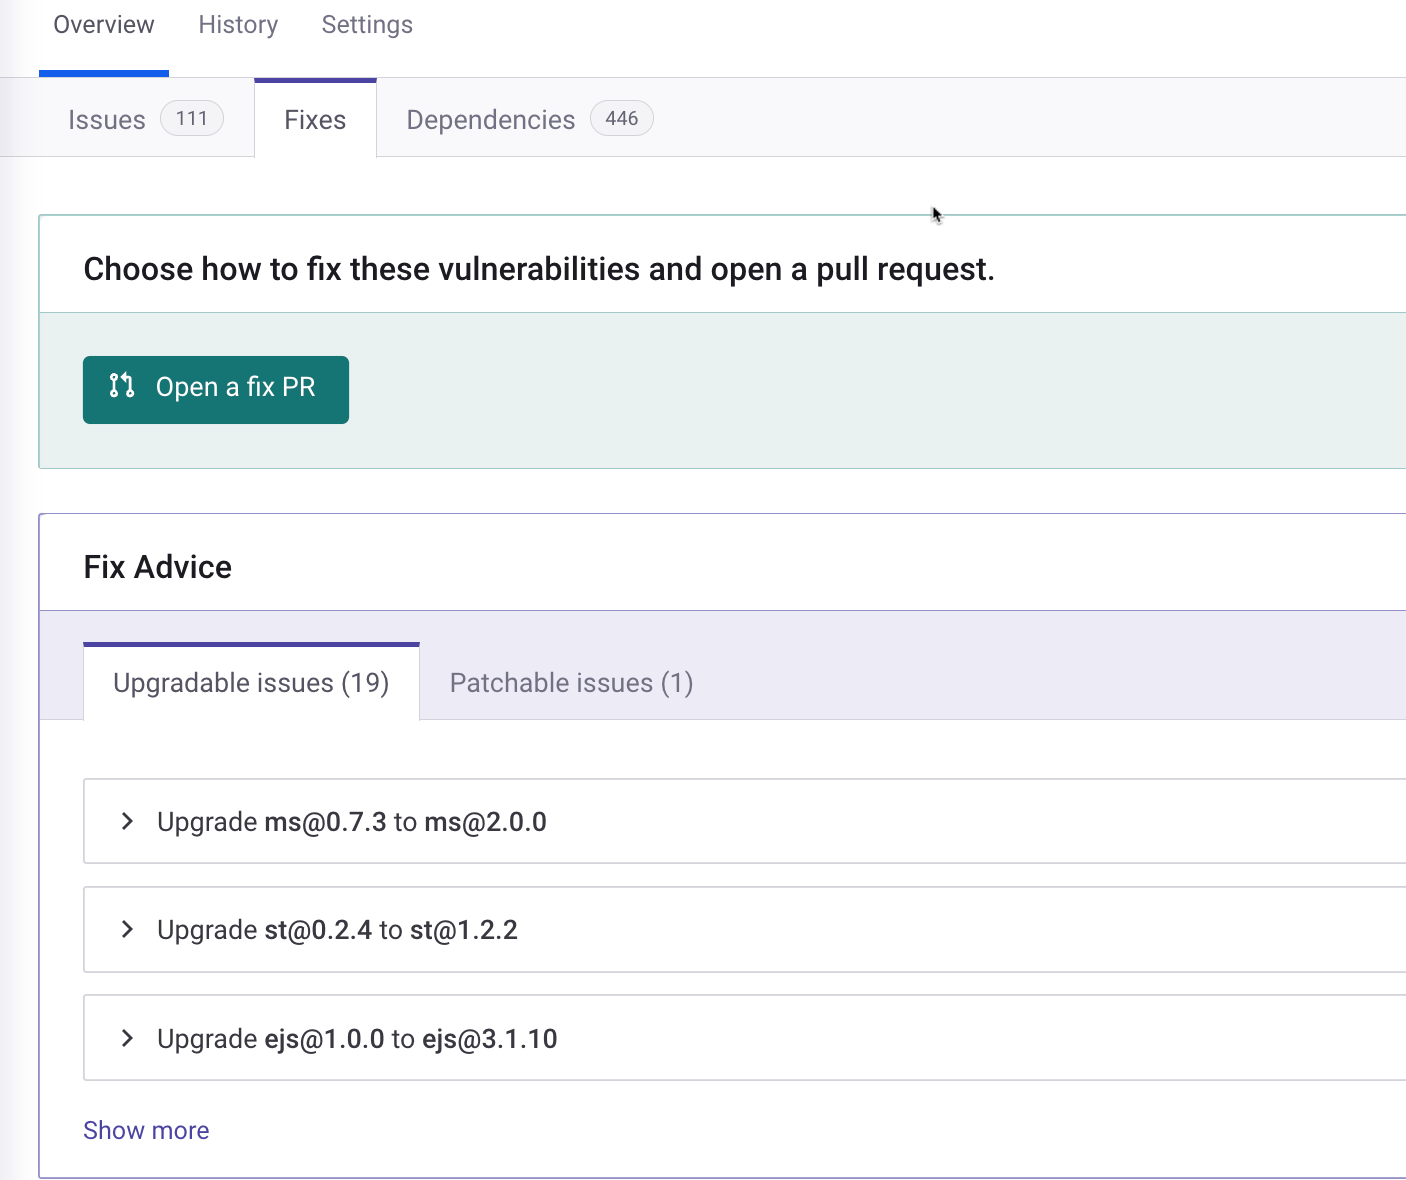 Overview History Settings
Issues 111 Fixes Dependencies 446
Choose how to fix these vulnerabilities and open a pull request.
Open a fix PR
Fix Advice
Upgradable issues (19) Patchable issues (1)
Upgrade ms@0.7.3 to ms@2.0.0
Upgrade st@0.2.4 to st@1.2.2
Upgrade ejs@1.0.0 to ejs@3.1.10
Show more